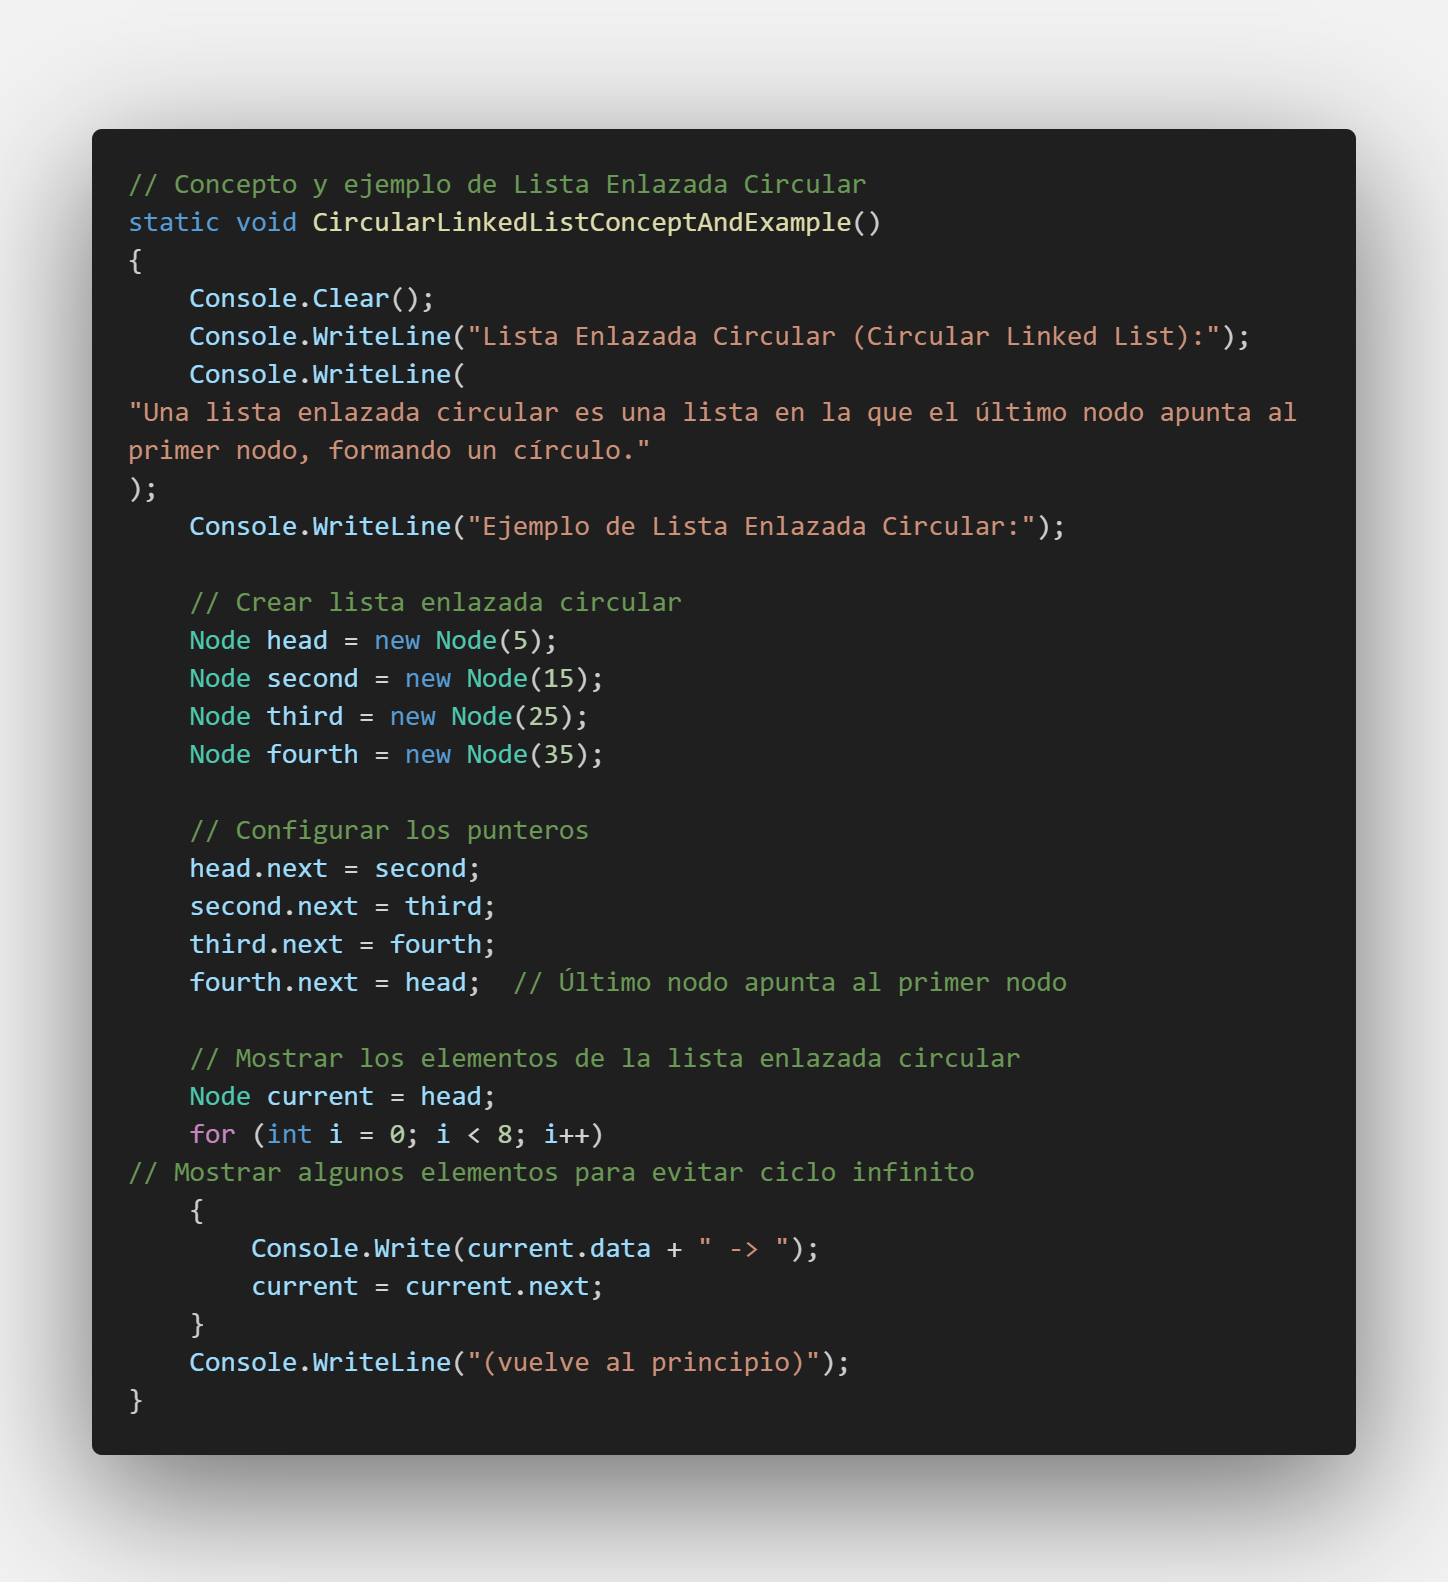 // Concepto y ejemplo de Lista Enlazada Circular
static void CircularLinkedListConceptAndExample()
{
    Console.Clear();
    Console.WriteLine("Lista Enlazada Circular (Circular Linked List):");
    Console.WriteLine(
"Una lista enlazada circular es una lista en la que el último nodo apunta al
primer nodo, formando un círculo."
);
    Console.WriteLine("Ejemplo de Lista Enlazada Circular:");

    // Crear lista enlazada circular
    Node head = new Node(5);
    Node second = new Node(15);
    Node third = new Node(25);
    Node fourth = new Node(35);

    // Configurar los punteros
    head.next = second;
    second.next = third;
    third.next = fourth;
    fourth.next = head;  // Último nodo apunta al primer nodo

    // Mostrar los elementos de la lista enlazada circular
    Node current = head;
    for (int i = 0; i < 8; i++)
// Mostrar algunos elementos para evitar ciclo infinito
    {
        Console.Write(current.data + " -> ");
        current = current.next;
    }
    Console.WriteLine("(vuelve al principio)");
}